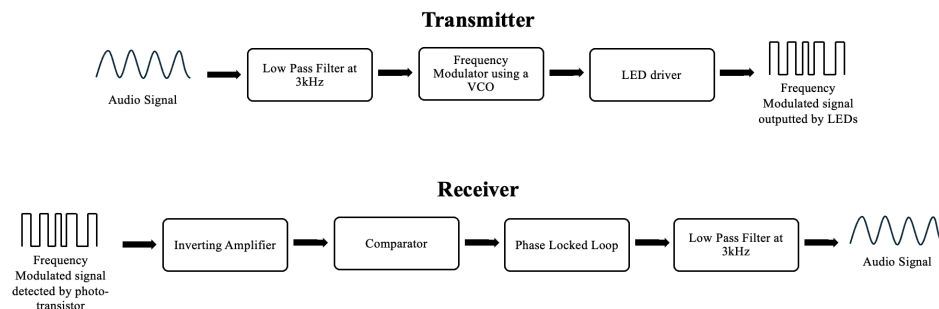 Transmitter
Audio Signal
Low Pass Filter at
3kHz
Frequency
Modulator using a
VCO
LED driver
Frequency
Modulated signal
outputted by LEDs
Receiver
Frequency
Modulated signal
detected by photo-
transistor
Inverting Amplifier
Comparator
Phase Locked Loop
Low Pass Filter at
3kHz
Audio Signal